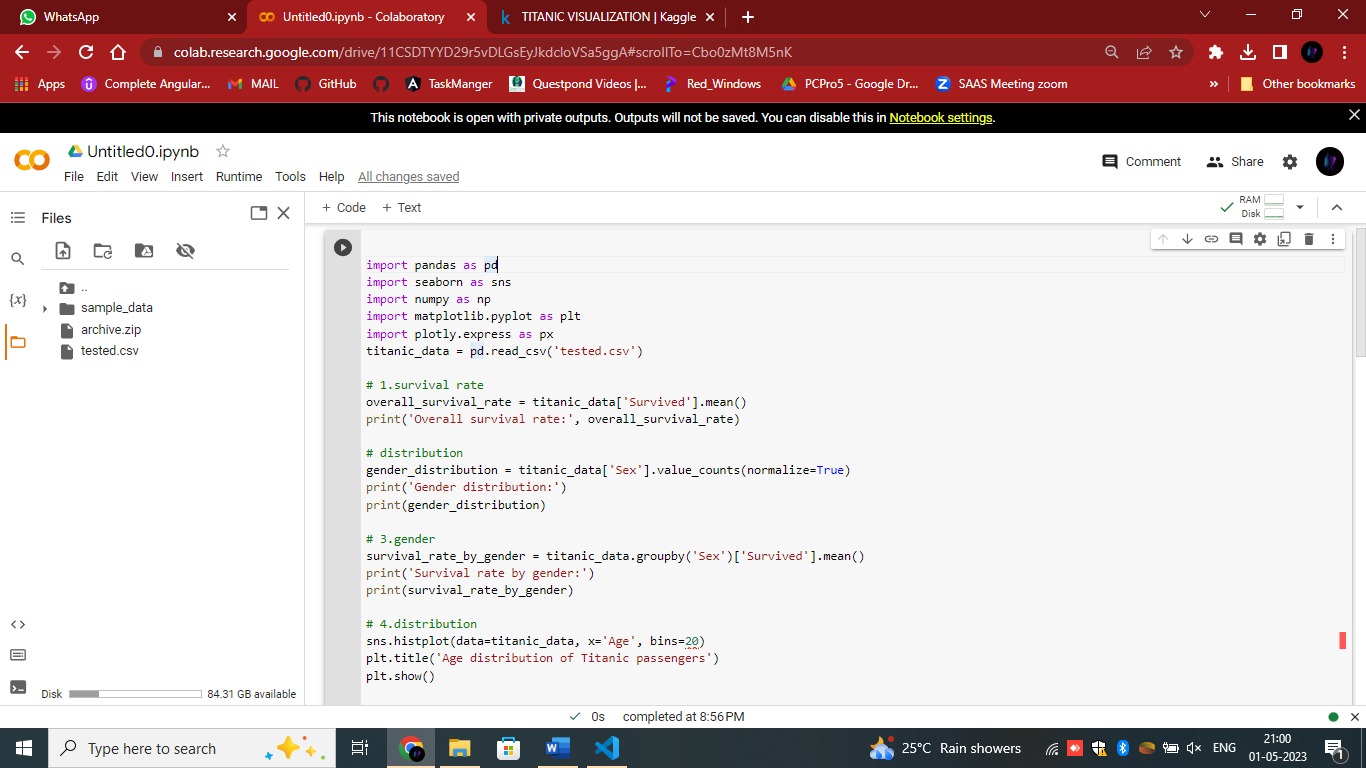 WhatsApp
Untitled0.ipynb - Colaboratory
TITANIC VISUALIZATION | Kaggle
colab.research.google.com/drive/11CSDTYYD29r5vDLGsEyJkdcloVSa5ggA#scrollTo=Cbo0zMt8M5nK
Apps Complete Angular... MAIL GitHub TaskManger Questpond Videos |... Red_Windows PCPro5 - Google Dr... SAAS Meeting zoom » Other bookmarks
This notebook is open with private outputs. Outputs will not be saved. You can disable this in Notebook settings.
Untitled0.ipynb
Comment Share
File Edit View Insert Runtime Tools Help All changes saved
Files
+ Code + Text
RAM
Disk
..
sample_data
archive.zip
tested.csv
{x}
import pandas as pd
import seaborn as sns
import numpy as np
import matplotlib.pyplot as plt
import plotly.express as px
titanic_data = pd.read_csv('tested.csv')
# 1.survival rate
overall_survival_rate = titanic_data['Survived'].mean()
print('Overall survival rate:', overall_survival_rate)
# distribution
gender_distribution = titanic_data['Sex'].value_counts(normalize=True)
print('Gender distribution:')
print(gender_distribution)
# 3.gender
survival_rate_by_gender = titanic_data.groupby('Sex')['Survived'].mean()
print('Survival rate by gender:')
print(survival_rate_by_gender)
# 4.distribution
sns.histplot(data=titanic_data, x='Age', bins=20)
plt.title('Age distribution of Titanic passengers')
plt.show()
Disk 84.31 GB available
0s completed at 8:56 PM
Type here to search
25°C Rain showers
ENG
21:00
01-05-2023
1